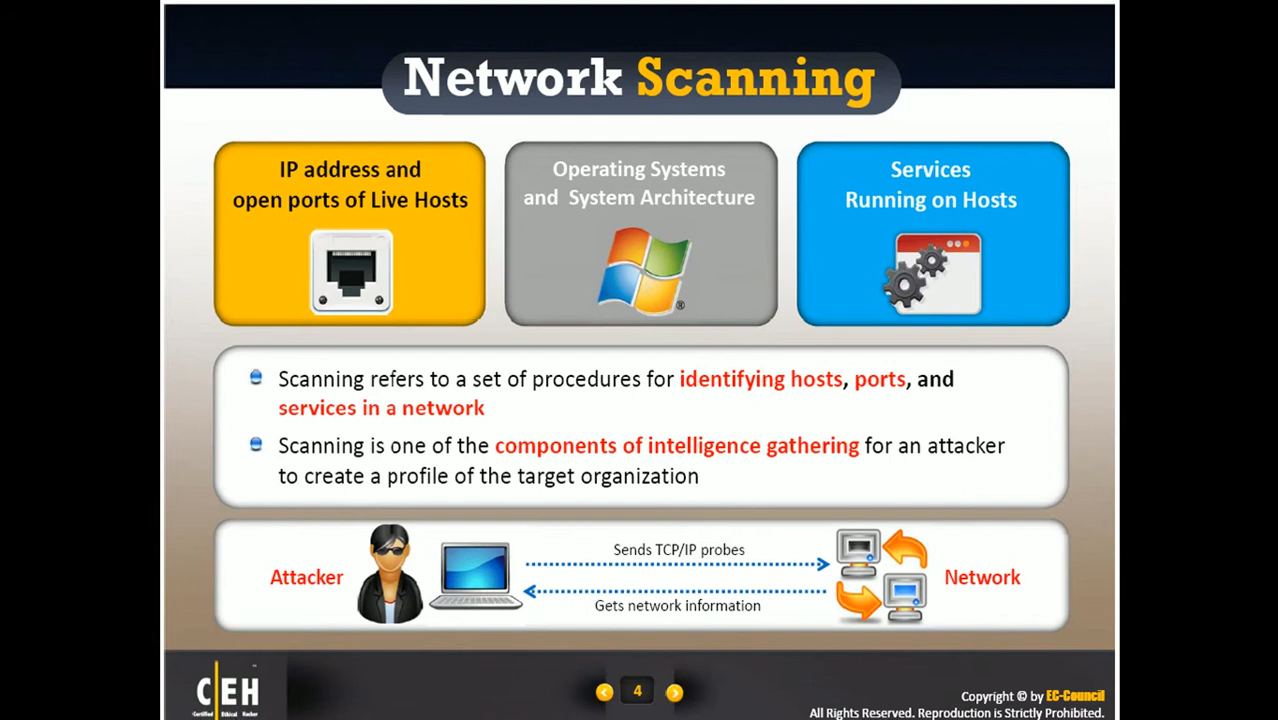 Network Scanning
IP address and
open ports of Live Hosts
Operating Systems
and System Architecture
®
Services
Running on Hosts
Scanning refers to a set of procedures for identifying hosts, ports, and
services in a network
Scanning is one of the components of intelligence gathering for an attacker
to create a profile of the target organization
Attacker
Sends TCP/IP probes
Gets network information
Network
CEH
Certified Ethical Hacker
4
Copyright © by EC-Council
All Rights Reserved. Reproduction is Strictly Prohibited.